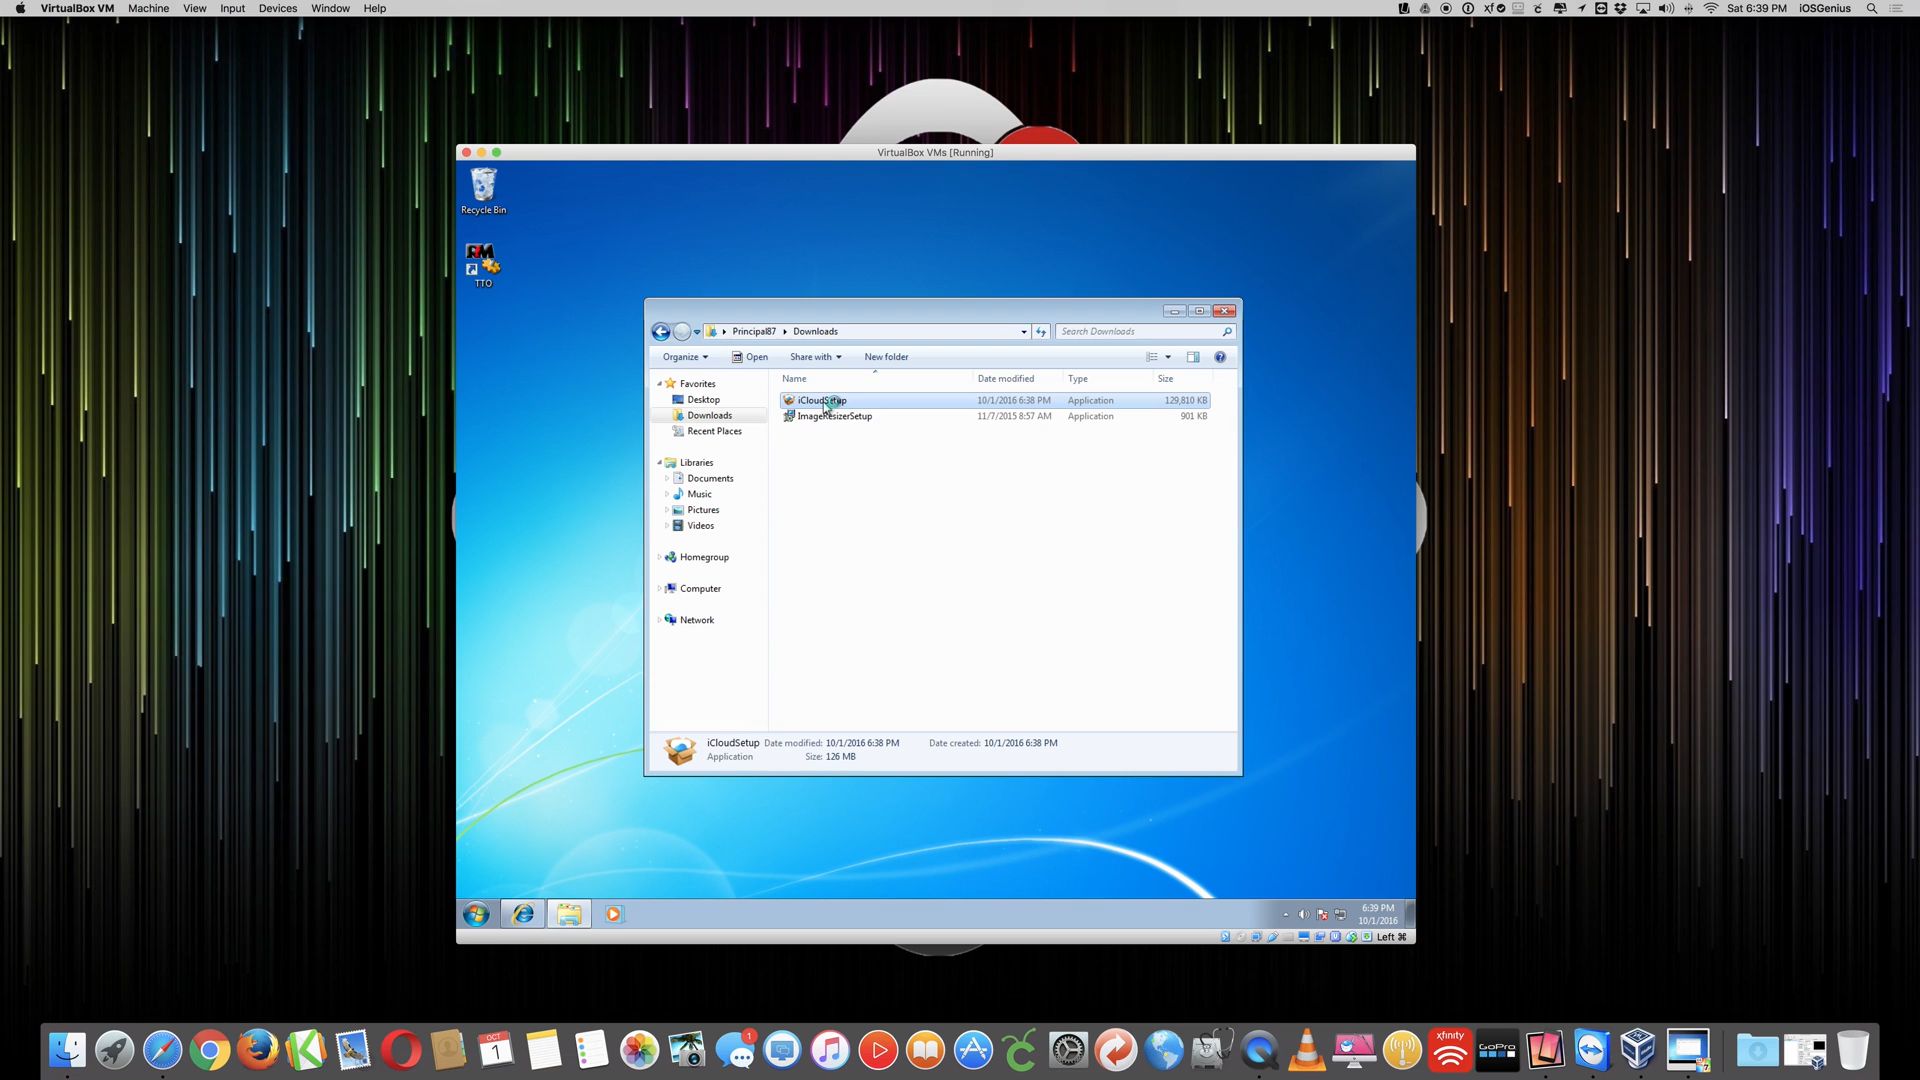 VirtualBox VM Machine View Input Devices Window Help
Sat 6:39 PM iOSGenius
VirtualBox VMs [Running]
Recycle Bin
RM
TTO
Principal87 Downloads
Search Downloads
Organize Open Share with New folder
Favorites
Desktop
Downloads
Recent Places
Libraries
Documents
Music
Pictures
Videos
Homegroup
Computer
Network
Name Date modified Type Size
iCloudSetup 10/1/2016 6:38 PM Application 129,810 KB
ImageResizerSetup 11/7/2015 8:57 AM Application 901 KB
iCloudSetup Date modified: 10/1/2016 6:38 PM Date created: 10/1/2016 6:38 PM
Application Size: 126 MB
6:39 PM
10/1/2016
Left ⌘
OCT
1
1
xfinity
GoPro